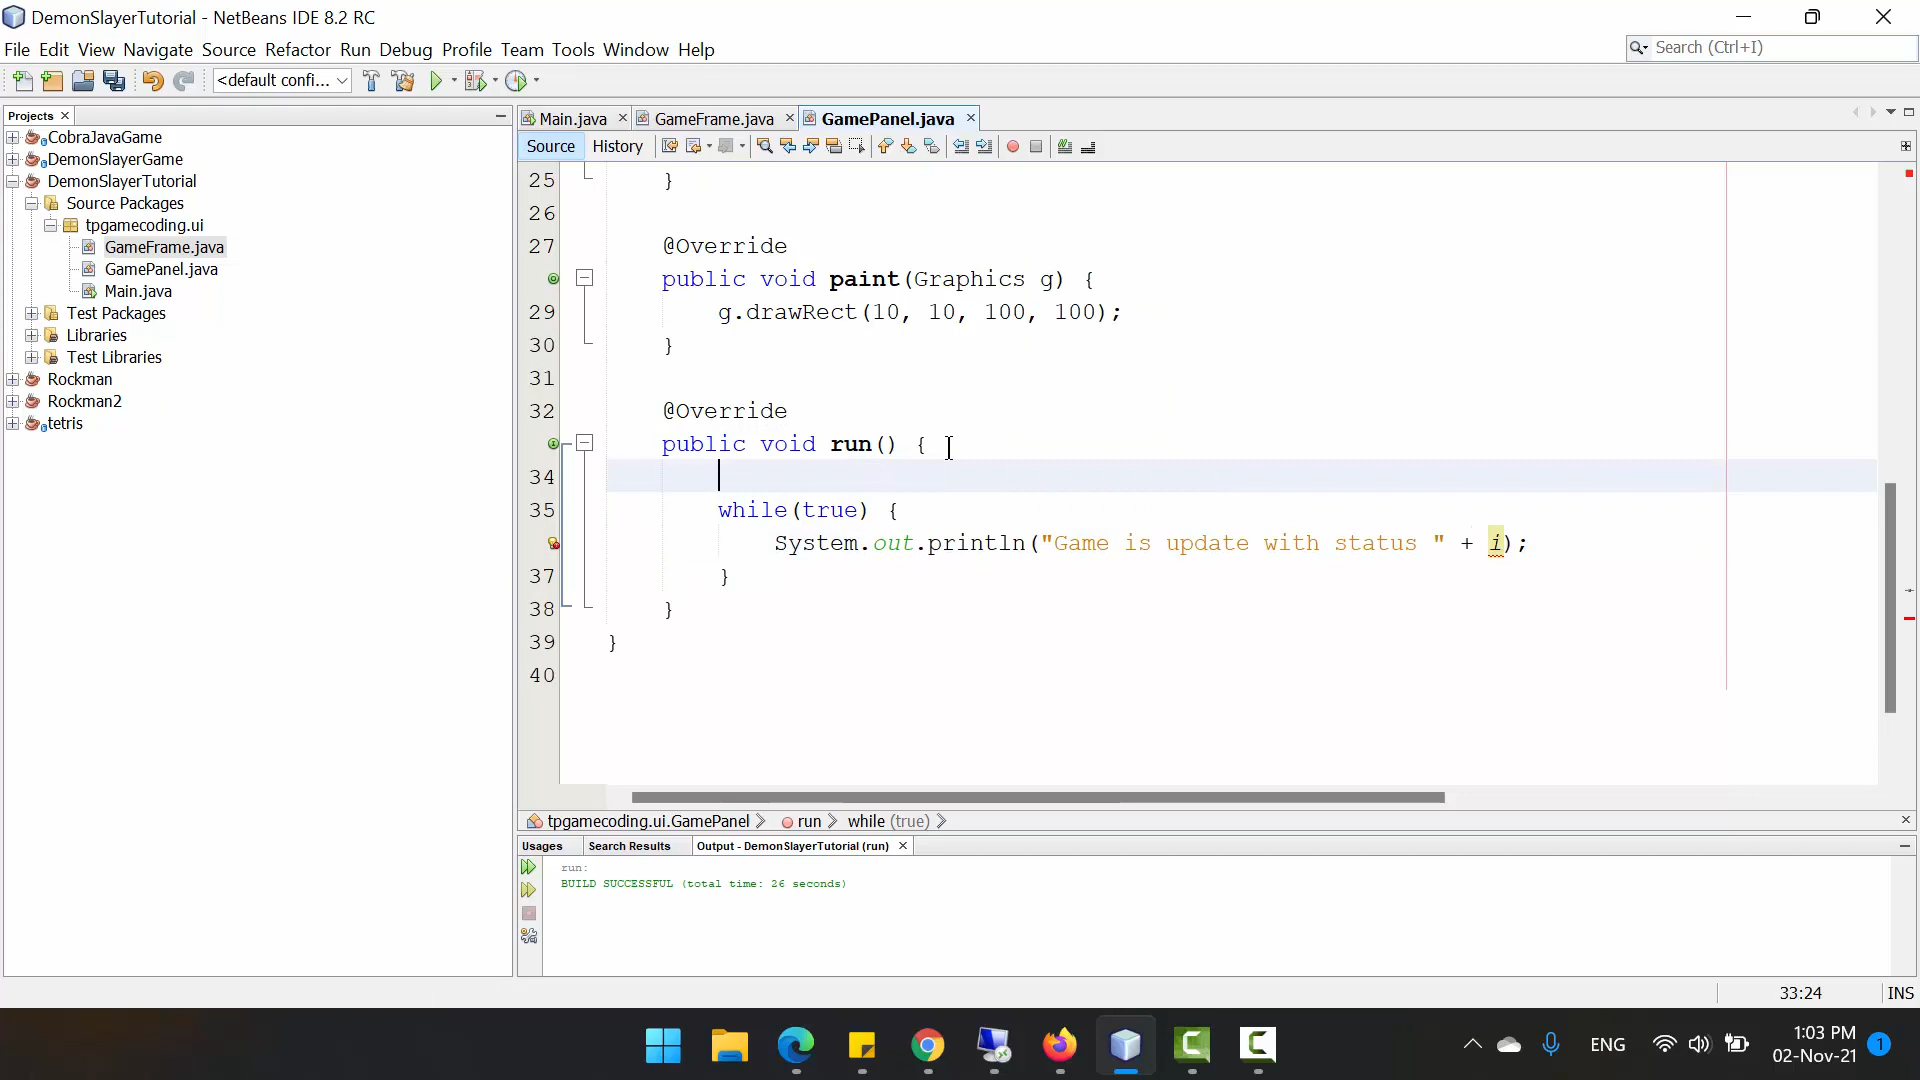 DemonSlayerTutorial - NetBeans IDE 8.2 RC
File Edit View Navigate Source Refactor Run Debug Profile Team Tools Window Help
Search (Ctrl+I)
<default confi...
Projects
CobraJavaGame
DemonSlayerGame
DemonSlayerTutorial
Source Packages
tpgamecoding.ui
GameFrame.java
GamePanel.java
Main.java
Test Packages
Libraries
Test Libraries
Rockman
Rockman2
tetris
Main.java GameFrame.java GamePanel.java
Source History
25 }
26
27 @Override
public void paint(Graphics g) {
29 g.drawRect(10, 10, 100, 100);
30 }
31
32 @Override
public void run() {
34
35 while(true) {
System.out.println("Game is update with status " + i);
37 }
38 }
39 }
40
tpgamecoding.ui.GamePanel run while (true)
Usages Search Results Output - DemonSlayerTutorial (run)
run:
BUILD SUCCESSFUL (total time: 26 seconds)
33:24 INS
ENG
1:03 PM
02-Nov-21
1